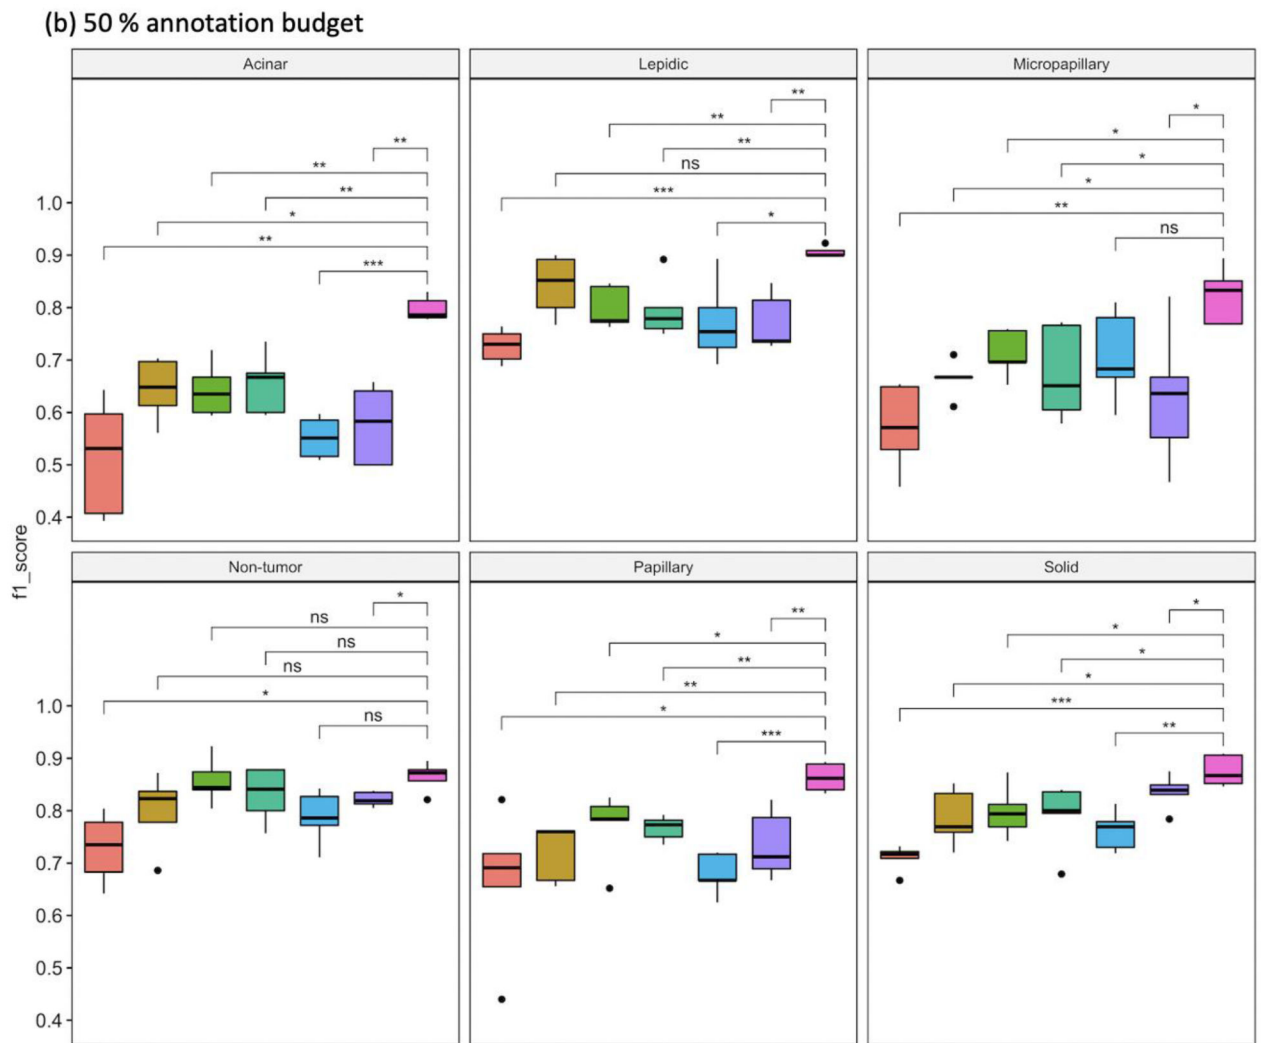 (b) 50 % annotation budget
Acinar Lepidic Micropapillary
** * 
** ** *
** ** *
* ns *
** *** **
*** * ns
1.0
0.9
0.8
0.7
0.6
0.5
0.4
f1_score
Non-tumor Papillary Solid
* ** *
ns * *
ns ** *
ns ** *
* * ***
ns *** **
1.0
0.9
0.8
0.7
0.6
0.5
0.4